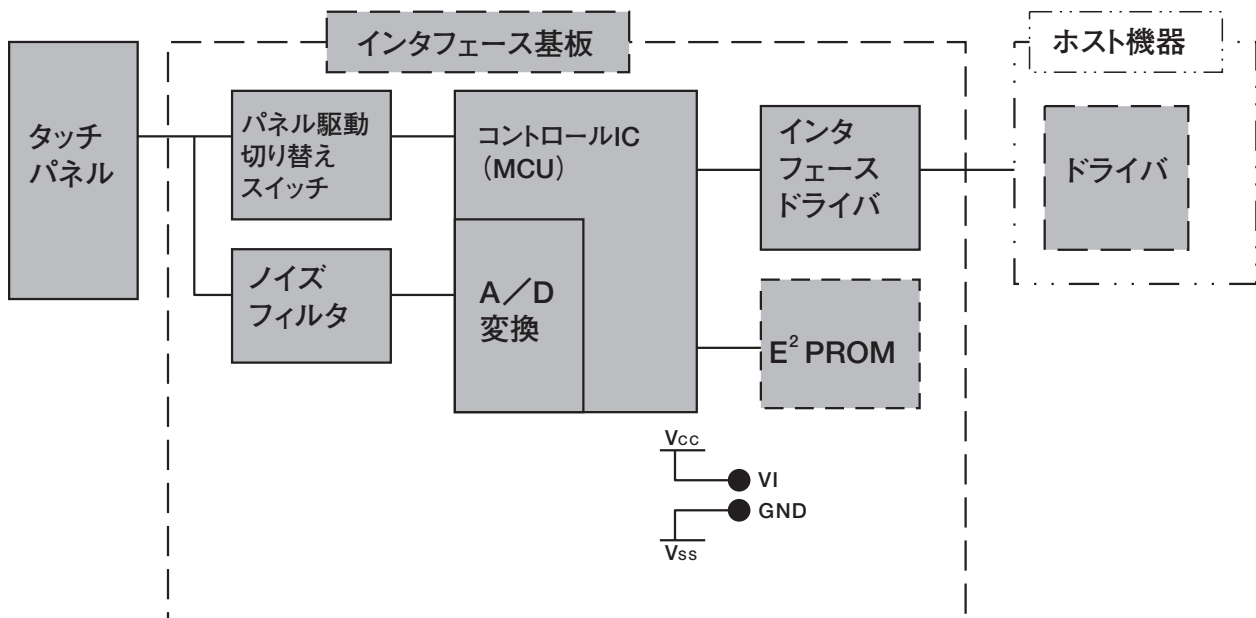 インタフェース基板
ホスト機器
タッチ
パネル
パネル駆動
切り替え
スイッチ
コントロールIC
(MCU)
インタ
フェース
ドライバ
ドライバ
ノイズ
フィルタ
A／D
変換
E² PROM
Vcc
VI
GND
Vss